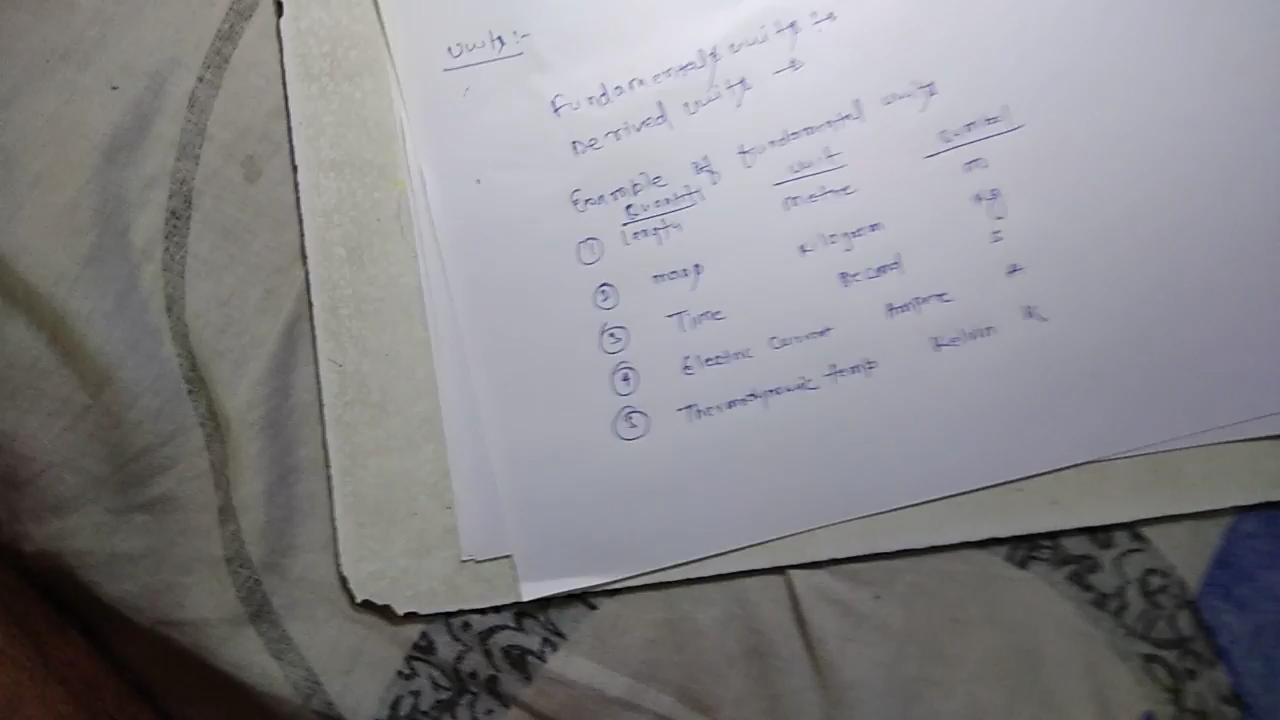 Units :-
Fundamental units :-
Derived units →
Example of fundamental units
Quantity Unit Symbol
① Length metre m
② mass Kilogram kg
③ Time Second s
④ Electric Current Ampere A
⑤ Thermodynamic temp Kelvin K